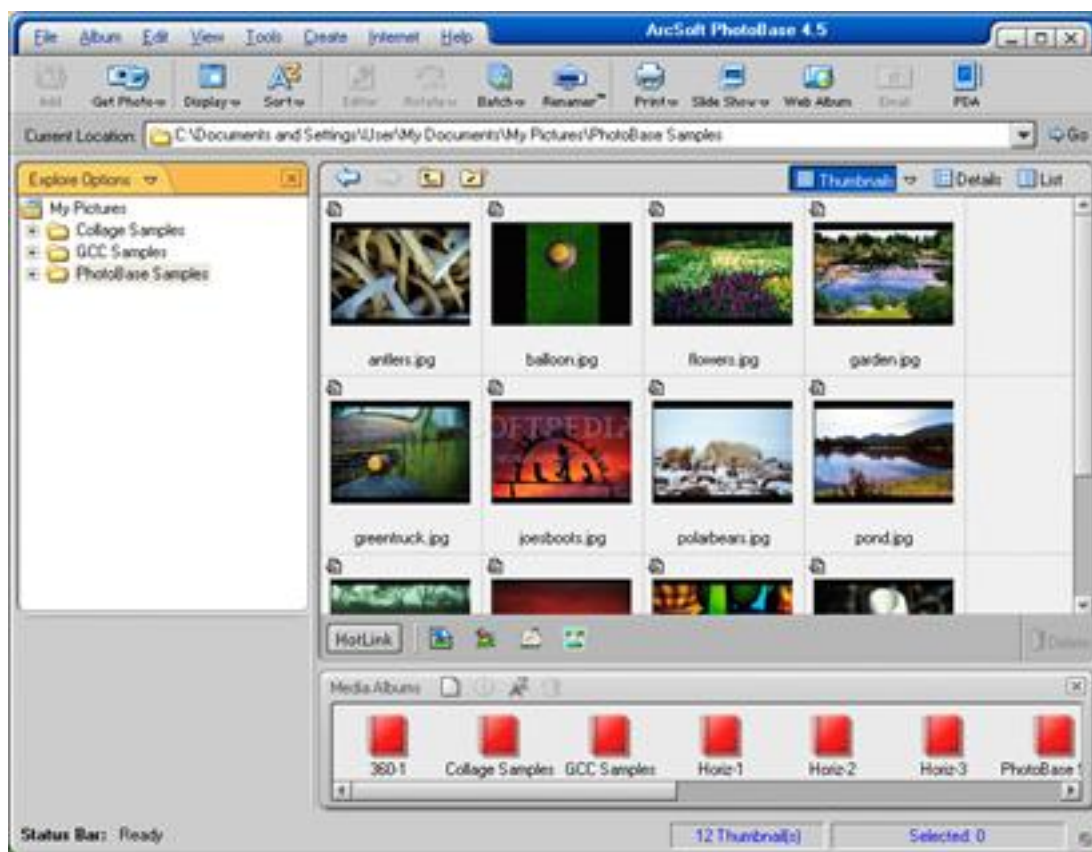 File Album Edit View Tools Create Internet Help ArcSoft PhotoBase 4.5
Add Get Photo Display Sort Editor Rotate Batch Renamer™ Print Slide Show Web Album Email PDA
Current Location: C:\Documents and Settings\User\My Documents\My Pictures\PhotoBase Samples Go
Explore Options Thumbnails Details List
My Pictures
Collage Samples
GCC Samples
PhotoBase Samples
antlers.jpg balloon.jpg flowers.jpg garden.jpg
SOFTPEDIA
greentruck.jpg joesboots.jpg polarbears.jpg pond.jpg
HotLink Delete
Media Albums
360-1 Collage Samples GCC Samples Horiz-1 Horiz-2 Horiz-3 PhotoBase S
Status Bar: Ready 12 Thumbnail(s) Selected: 0